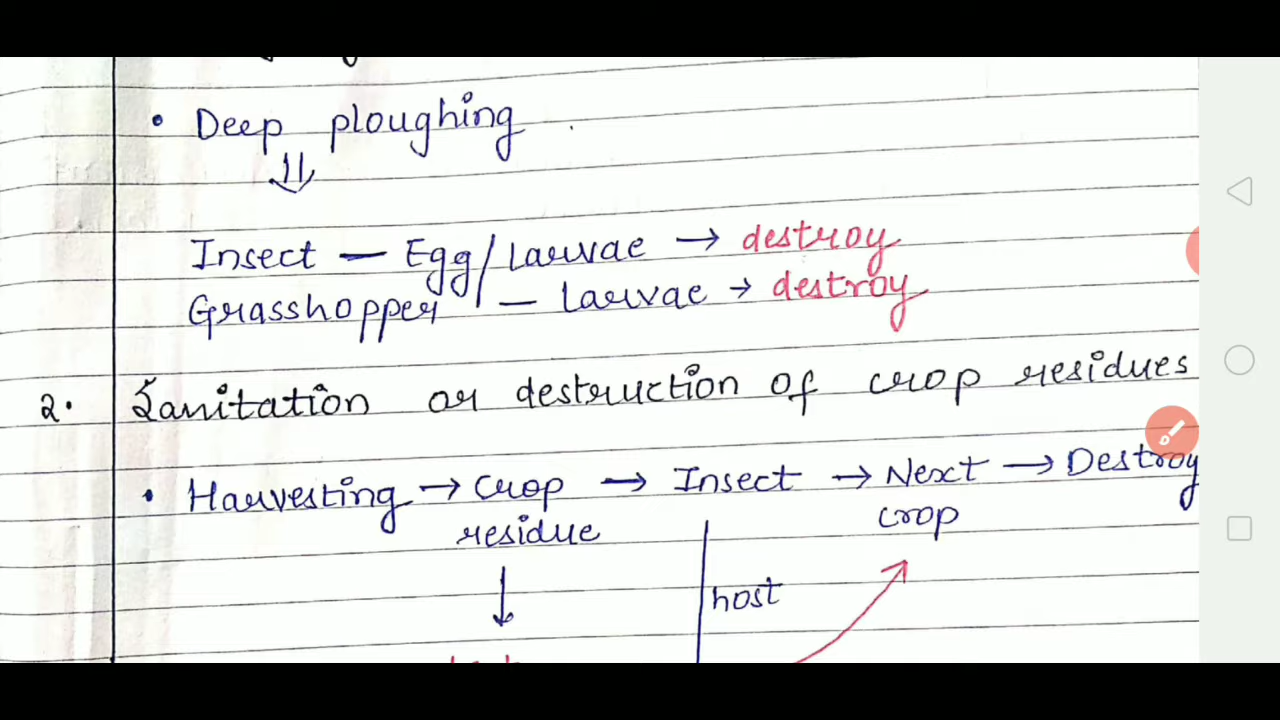 • Deep ploughing
⇓
Insect — Egg/Larvae → destroy
Grasshopper — larvae → destroy
2. Sanitation or destruction of crop residues
• Harvesting → Crop → Insect → Next → Destroy
residue
crop
↓
host